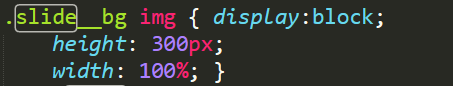 .slide__bg img { display:block;
height: 300px;
width: 100%; }